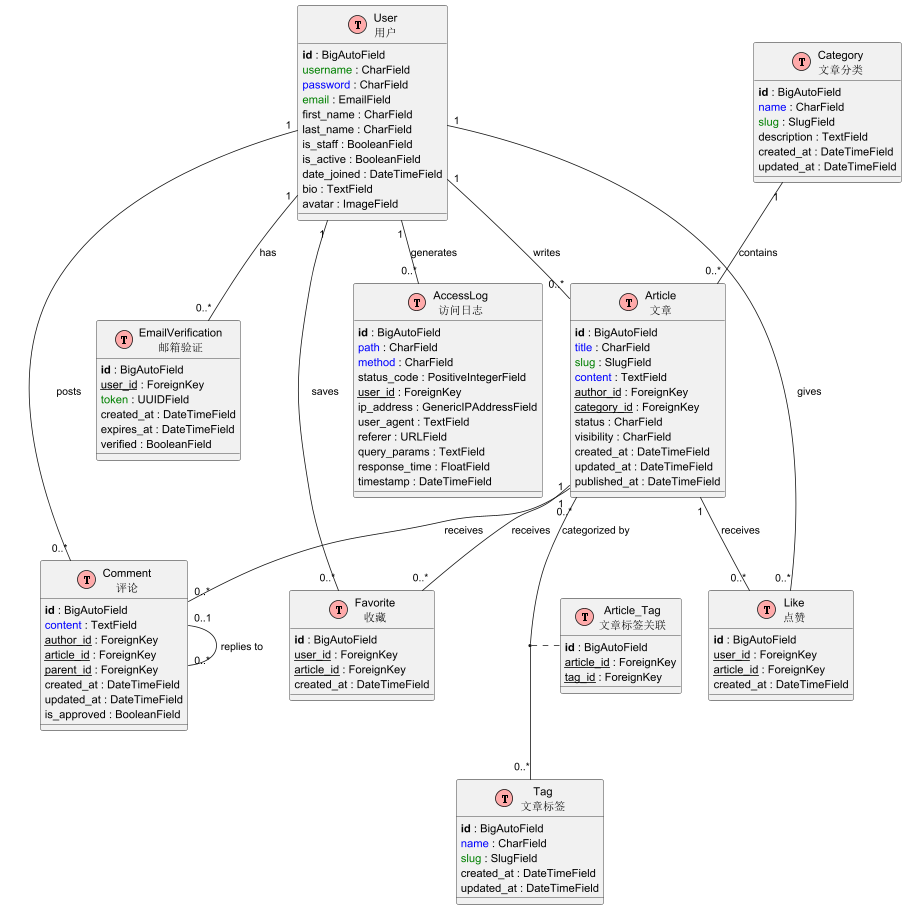 T
User
用户
id : BigAutoField
username : CharField
password : CharField
email : EmailField
first_name : CharField
last_name : CharField
is_staff : BooleanField
is_active : BooleanField
date_joined : DateTimeField
bio : TextField
avatar : ImageField
T
Category
文章分类
id : BigAutoField
name : CharField
slug : SlugField
description : TextField
created_at : DateTimeField
updated_at : DateTimeField
1
1
1
1
1
1
1
has
generates
writes
contains
0..*
0..*
0..*
0..*
T
EmailVerification
邮箱验证
id : BigAutoField
user_id : ForeignKey
token : UUIDField
created_at : DateTimeField
expires_at : DateTimeField
verified : BooleanField
T
AccessLog
访问日志
id : BigAutoField
path : CharField
method : CharField
status_code : PositiveIntegerField
user_id : ForeignKey
ip_address : GenericIPAddressField
user_agent : TextField
referer : URLField
query_params : TextField
response_time : FloatField
timestamp : DateTimeField
T
Article
文章
id : BigAutoField
title : CharField
slug : SlugField
content : TextField
author_id : ForeignKey
category_id : ForeignKey
status : CharField
visibility : CharField
created_at : DateTimeField
updated_at : DateTimeField
published_at : DateTimeField
posts
saves
gives
1
1
0..*
1
receives
receives
categorized by
receives
0..*
0..*
0..*
0..*
0..*
0..*
T
Comment
评论
id : BigAutoField
content : TextField
author_id : ForeignKey
article_id : ForeignKey
parent_id : ForeignKey
created_at : DateTimeField
updated_at : DateTimeField
is_approved : BooleanField
0..1
replies to
0..*
T
Favorite
收藏
id : BigAutoField
user_id : ForeignKey
article_id : ForeignKey
created_at : DateTimeField
T
Article_Tag
文章标签关联
id : BigAutoField
article_id : ForeignKey
tag_id : ForeignKey
T
Like
点赞
id : BigAutoField
user_id : ForeignKey
article_id : ForeignKey
created_at : DateTimeField
0..*
T
Tag
文章标签
id : BigAutoField
name : CharField
slug : SlugField
created_at : DateTimeField
updated_at : DateTimeField